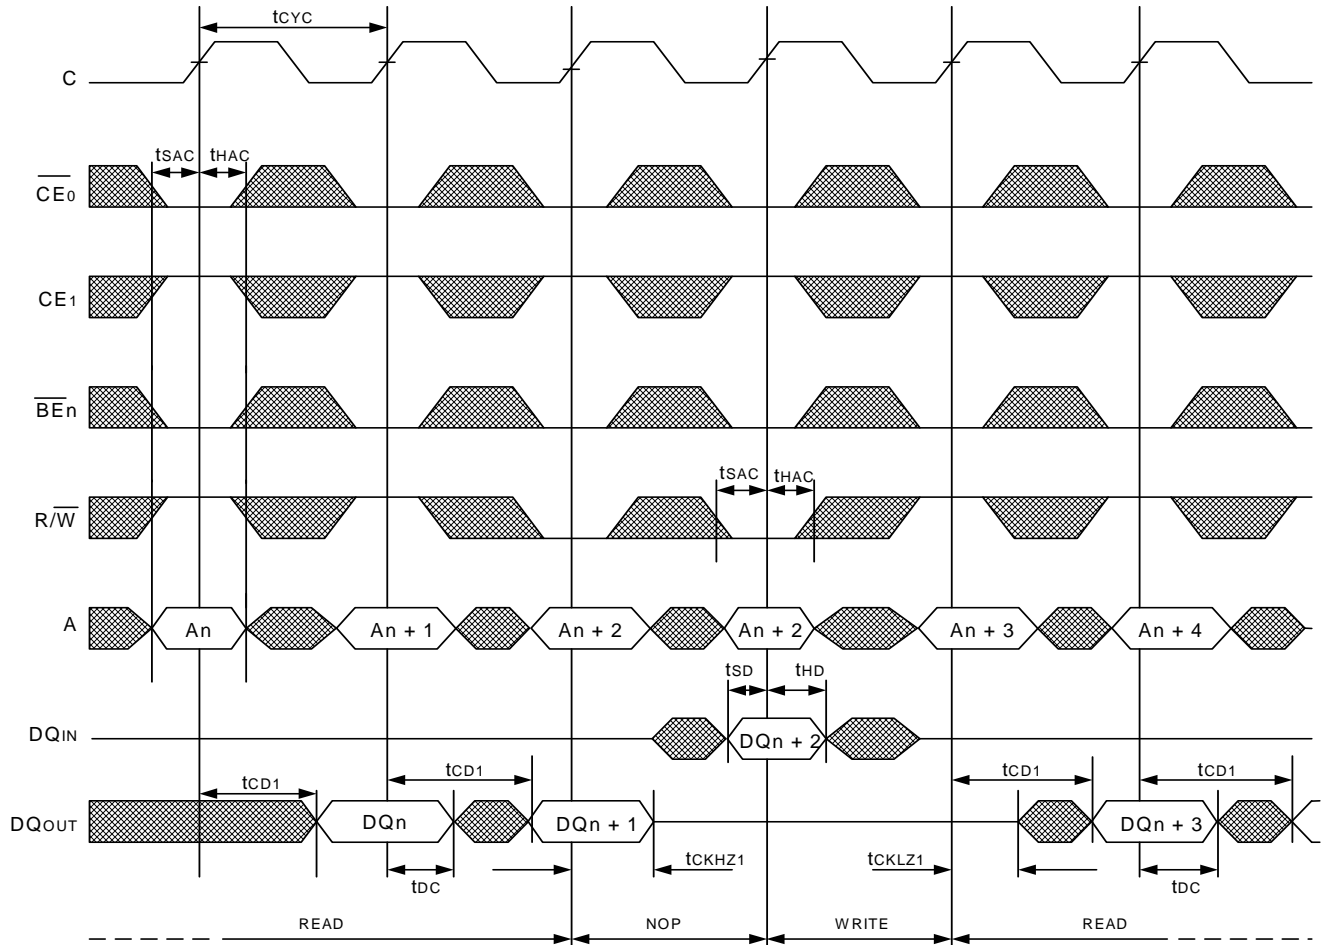 tCYC
C
tSAC tHAC
CE0
CE1
BEn
tSAC tHAC
R/W
A An An + 1 An + 2 An + 2 An + 3 An + 4
tSD tHD
DQIN DQn + 2
tCD1 tCD1 tCD1 tCD1
DQOUT DQn DQn + 1 DQn + 3
tDC tCKHZ1 tCKLZ1 tDC
READ NOP WRITE READ